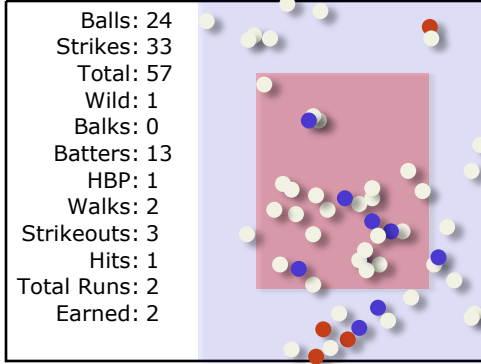 Balls: 24
Strikes: 33
Total: 57
Wild: 1
Balks: 0
Batters: 13
HBP: 1
Walks: 2
Strikeouts: 3
Hits: 1
Total Runs: 2
Earned: 2